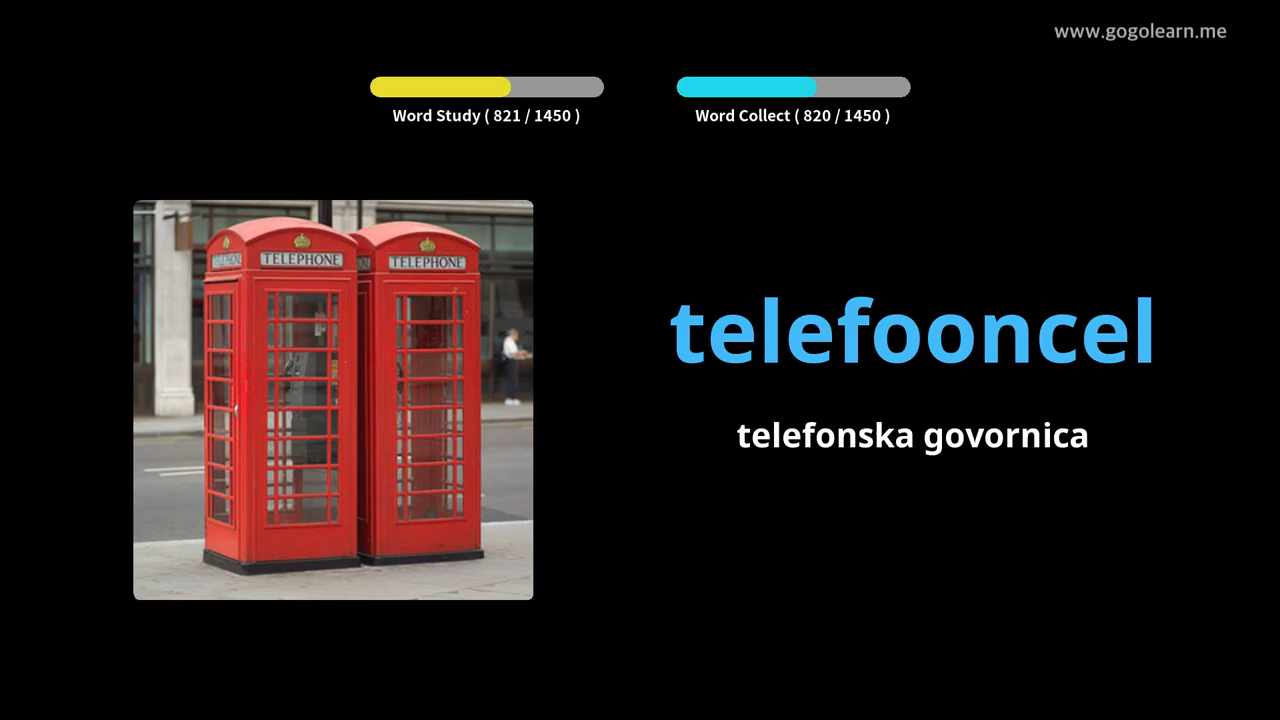 www.gogolearn.me
Word Study ( 821 / 1450 )
Word Collect ( 820 / 1450 )
TELEPHONE
TELEPHONE
telefooncel
telefonska govornica